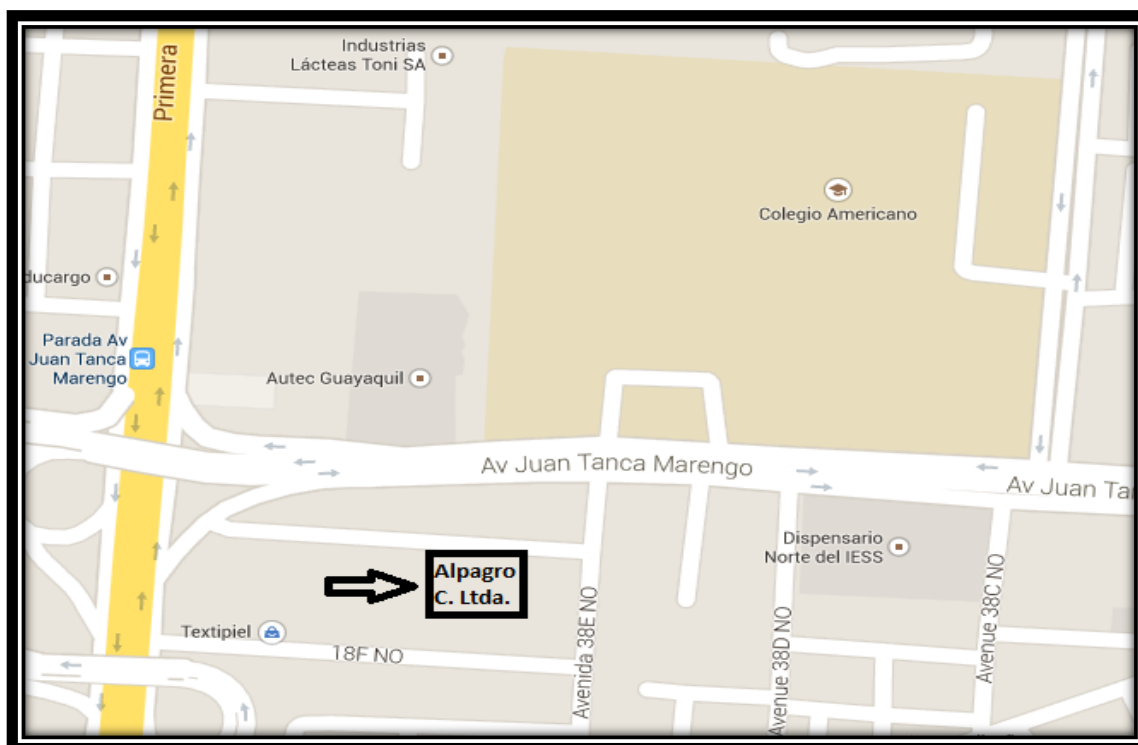 Primera
Industrias
Lácteas Toni SA
Colegio Americano
ducargo
Parada Av
Juan Tanca
Marengo
Autec Guayaquil
Av Juan Tanca Marengo
Av Juan Ta
Dispensario
Norte del IESS
Alpagro
C. Ltda.
Textipiel
18F NO
Avenida 38E NO
Avenue 38D NO
Avenue 38C NO